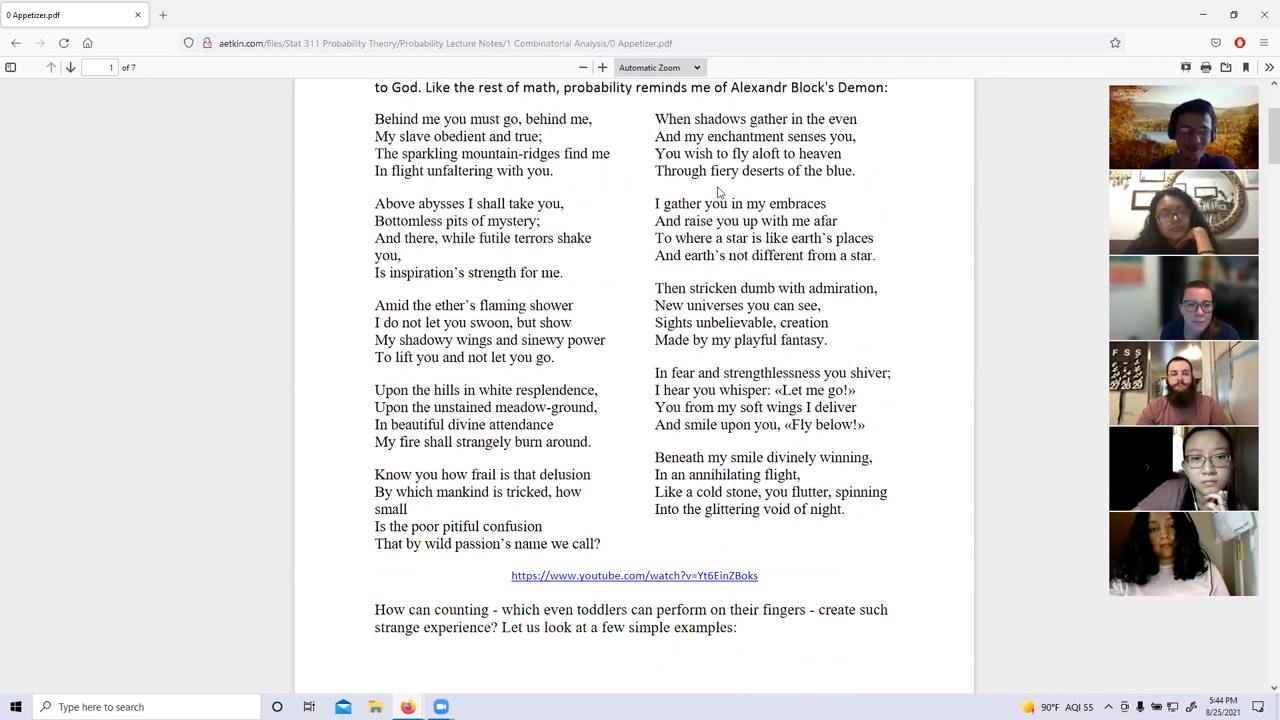 0 Appetizer.pdf
aetkin.com/files/Stat 311 Probability Theory/Probability Lecture Notes/1 Combinatorial Analysis/0 Appetizer.pdf
1 of 7
Automatic Zoom
to God. Like the rest of math, probability reminds me of Alexandr Block's Demon:
Behind me you must go, behind me,
My slave obedient and true;
The sparkling mountain-ridges find me
In flight unfaltering with you.
Above abysses I shall take you,
Bottomless pits of mystery;
And there, while futile terrors shake
you,
Is inspiration’s strength for me.
Amid the ether’s flaming shower
I do not let you swoon, but show
My shadowy wings and sinewy power
To lift you and not let you go.
Upon the hills in white resplendence,
Upon the unstained meadow-ground,
In beautiful divine attendance
My fire shall strangely burn around.
Know you how frail is that delusion
By which mankind is tricked, how
small
Is the poor pitiful confusion
That by wild passion’s name we call?
When shadows gather in the even
And my enchantment senses you,
You wish to fly aloft to heaven
Through fiery deserts of the blue.
I gather you in my embraces
And raise you up with me afar
To where a star is like earth’s places
And earth’s not different from a star.
Then stricken dumb with admiration,
New universes you can see,
Sights unbelievable, creation
Made by my playful fantasy.
In fear and strengthlessness you shiver;
I hear you whisper: «Let me go!»
You from my soft wings I deliver
And smile upon you, «Fly below!»
Beneath my smile divinely winning,
In an annihilating flight,
Like a cold stone, you flutter, spinning
Into the glittering void of night.
https://www.youtube.com/watch?v=Yt6EinZBoks
How can counting - which even toddlers can perform on their fingers - create such
strange experience? Let us look at a few simple examples:
F S S
Type here to search
90°F AQI 55
5:44 PM
8/25/2021